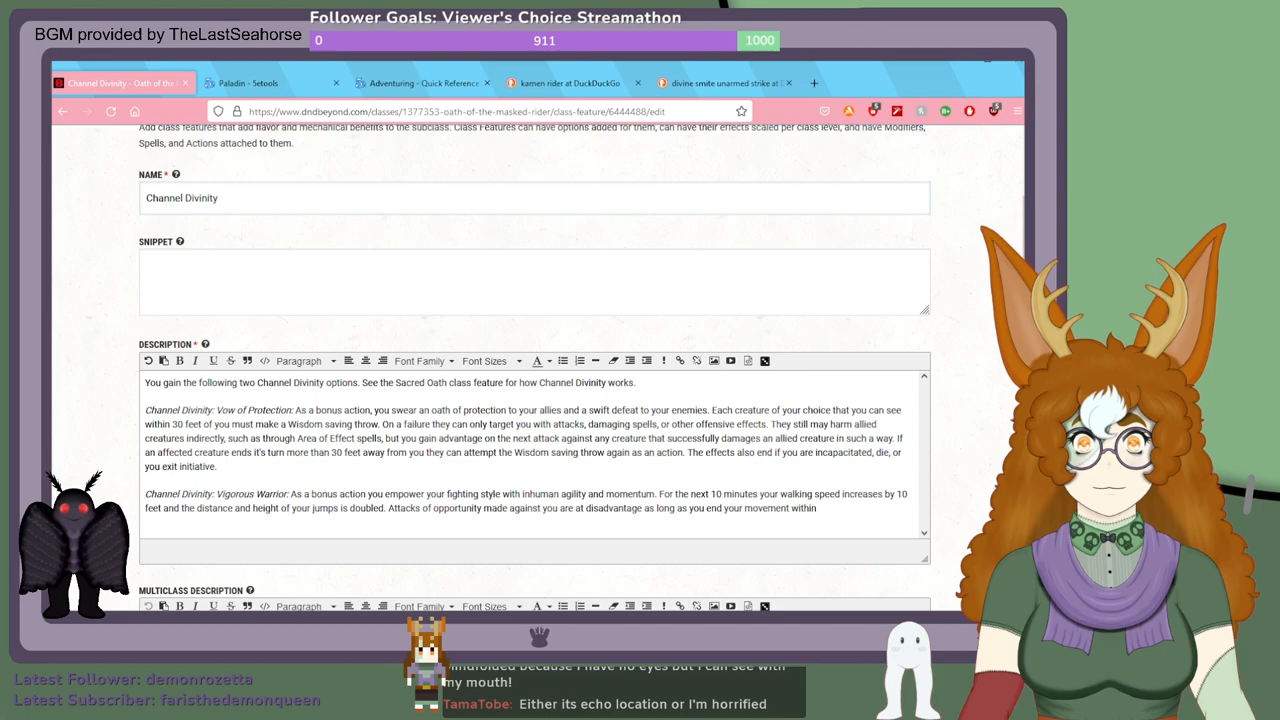 Follower Goals: Viewer's Choice Streamathon
BGM provided by TheLastSeahorse
0 911 1000
Channel Divinity - Oath of the
Paladin - 5etools
Adventuring - Quick Reference
kamen rider at DuckDuckGo
divine smite unarmed strike at
https://www.dndbeyond.com/classes/1377353-oath-of-the-masked-rider/class-feature/6444488/edit
Add class features that add flavor and mechanical benefits to the subclass. Class Features can have options added for them, can have their effects scaled per class level, and have Modifiers,
Spells, and Actions attached to them.
NAME *
Channel Divinity
SNIPPET
DESCRIPTION *
Paragraph Font Family Font Sizes
You gain the following two Channel Divinity options. See the Sacred Oath class feature for how Channel Divinity works.
Channel Divinity: Vow of Protection: As a bonus action, you swear an oath of protection to your allies and a swift defeat to your enemies. Each creature of your choice that you can see
within 30 feet of you must make a Wisdom saving throw. On a failure they can only target you with attacks, damaging spells, or other offensive effects. They still may harm allied
creatures indirectly, such as through Area of Effect spells, but you gain advantage on the next attack against any creature that successfully damages an allied creature in such a way. If
an affected creature ends it's turn more than 30 feet away from you they can attempt the Wisdom saving throw again as an action. The effects also end if you are incapacitated, die, or
you exit initiative.
Channel Divinity: Vigorous Warrior: As a bonus action you empower your fighting style with inhuman agility and momentum. For the next 10 minutes your walking speed increases by 10
feet and the distance and height of your jumps is doubled. Attacks of opportunity made against you are at disadvantage as long as you end your movement within
MULTICLASS DESCRIPTION
Paragraph Font Family Font Sizes
blindfolded because I have no eyes but I can see with
my mouth!
TamaTobe: Either its echo location or I'm horrified
Latest Follower: demonrozetta
Latest Subscriber: faristhedemonqueen